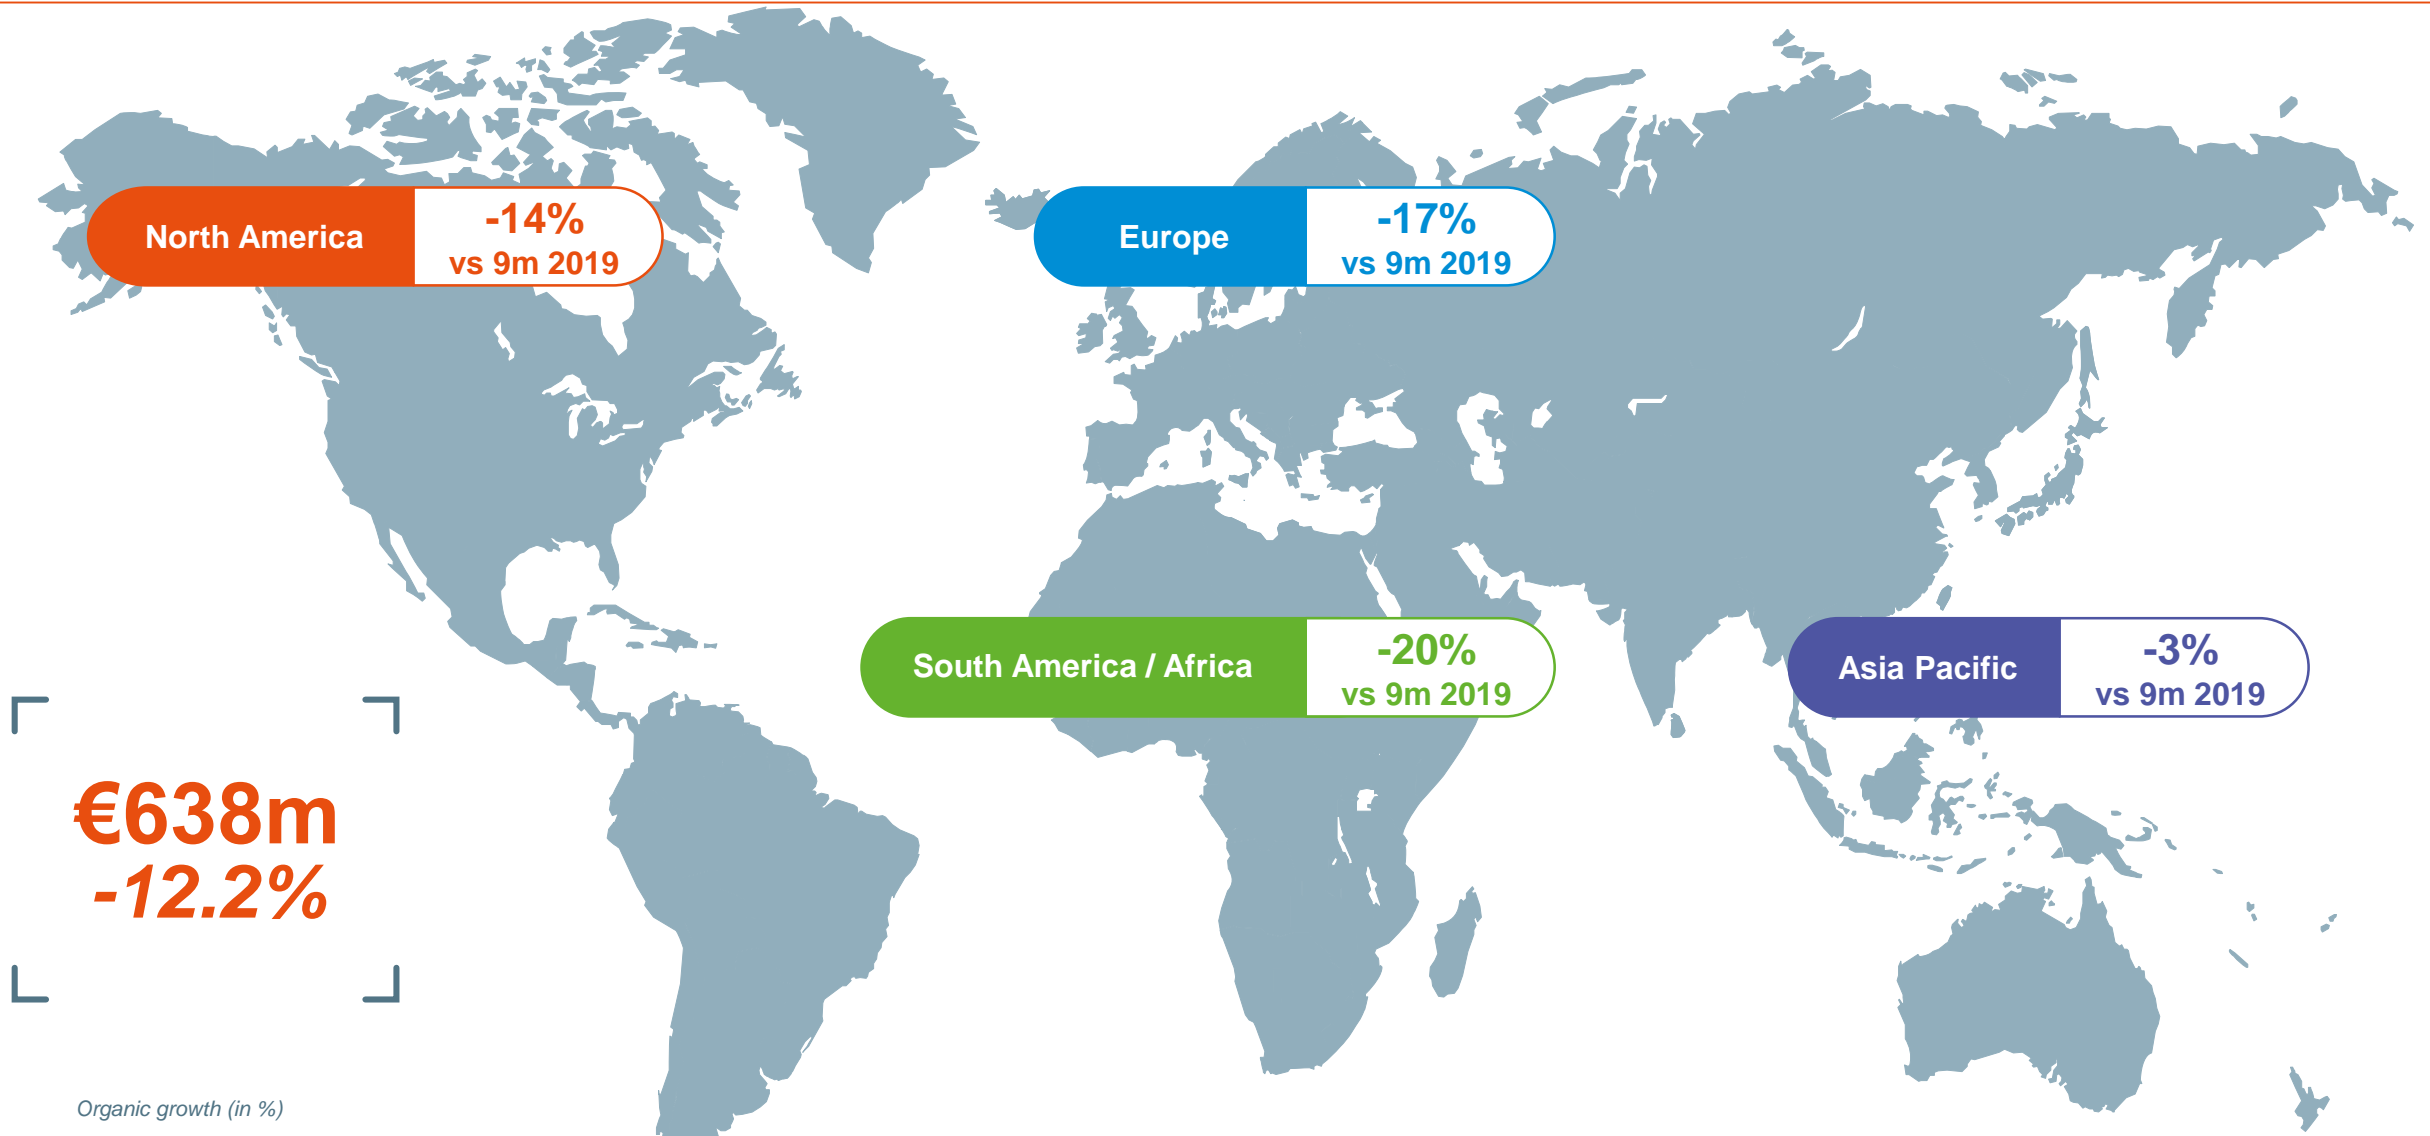 North America
-14%
vs 9m 2019
Europe
-17%
vs 9m 2019
South America / Africa
-20%
vs 9m 2019
Asia Pacific
-3%
vs 9m 2019
€638m
-12.2%
Organic growth (in %)